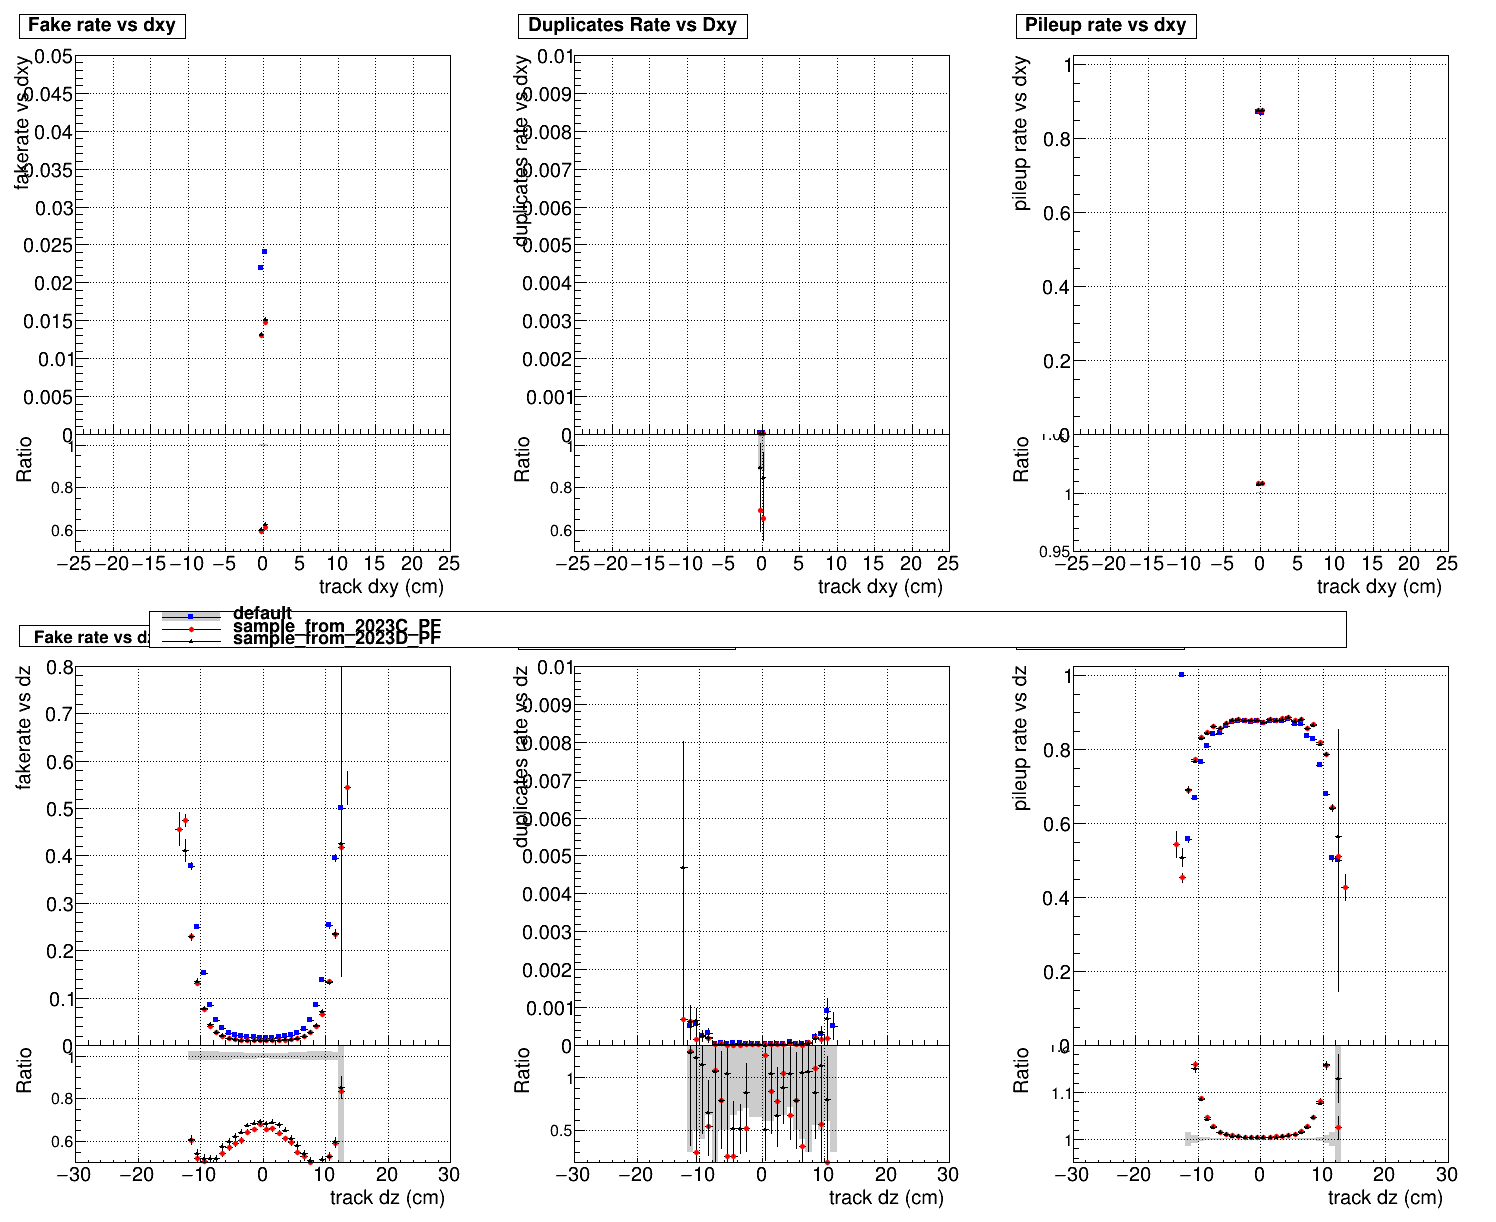 Fake rate vs dxy
Duplicates Rate vs Dxy
Pileup rate vs dxy
fakerate vs dxy
0.05
0.045
0.04
0.035
0.03
0.025
0.02
0.015
0.01
0.005
0
Ratio
1
0.8
0.6
−25 −20 −15 −10 −5 0 5 10 15 20 25
track dxy (cm)
duplicates rate vs dxy
0.01
0.009
0.008
0.007
0.006
0.005
0.004
0.003
0.002
0.001
0
Ratio
1
0.8
0.6
−25 −20 −15 −10 −5 0 5 10 15 20 25
track dxy (cm)
pileup rate vs dxy
1
0.8
0.6
0.4
0.2
0
Ratio
1
0.95
−25 −20 −15 −10 −5 0 5 10 15 20 25
track dxy (cm)
default
sample_from_2023C_PF
sample_from_2023D_PF
Fake rate vs dz
fakerate vs dz
0.8
0.7
0.6
0.5
0.4
0.3
0.2
0.1
0
Ratio
1
0.8
0.6
−30 −20 −10 0 10 20 30
track dz (cm)
duplicates rate vs dz
0.01
0.009
0.008
0.007
0.006
0.005
0.004
0.003
0.002
0.001
0
Ratio
1
0.5
−30 −20 −10 0 10 20 30
track dz (cm)
pileup rate vs dz
1
0.8
0.6
0.4
0.2
0
Ratio
1.1
1
−30 −20 −10 0 10 20 30
track dz (cm)